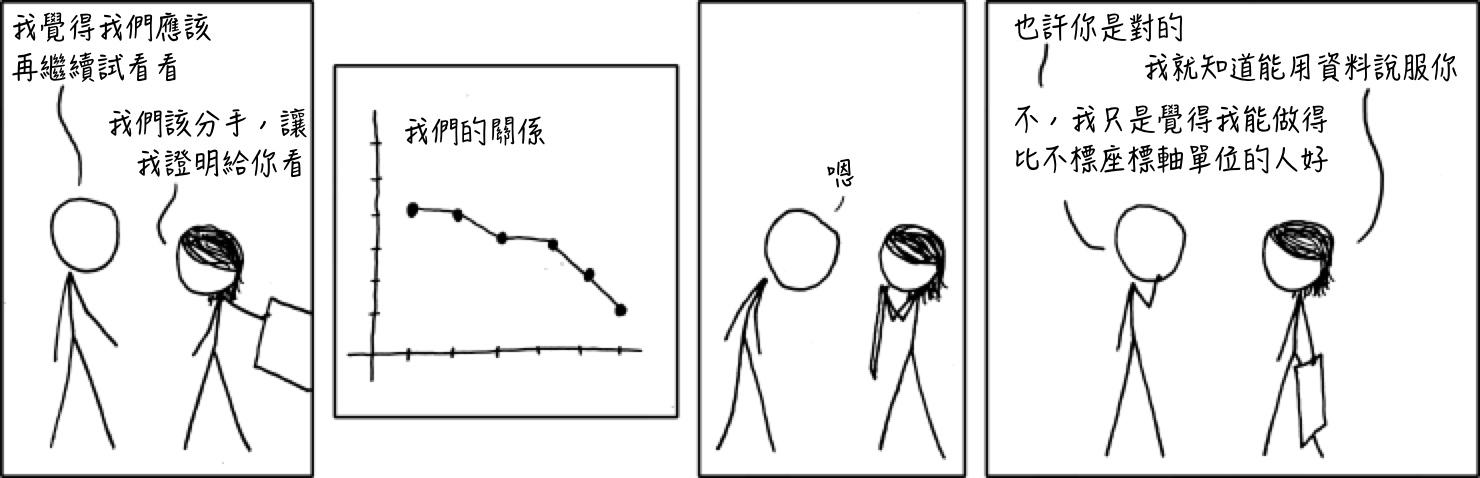 我覺得我們應該
再繼續試看看
我們該分手，讓
我證明給你看
我們的關係
嗯
也許你是對的
我就知道能用資料說服你
不，我只是覺得我能做得
比不標座標軸單位的人好